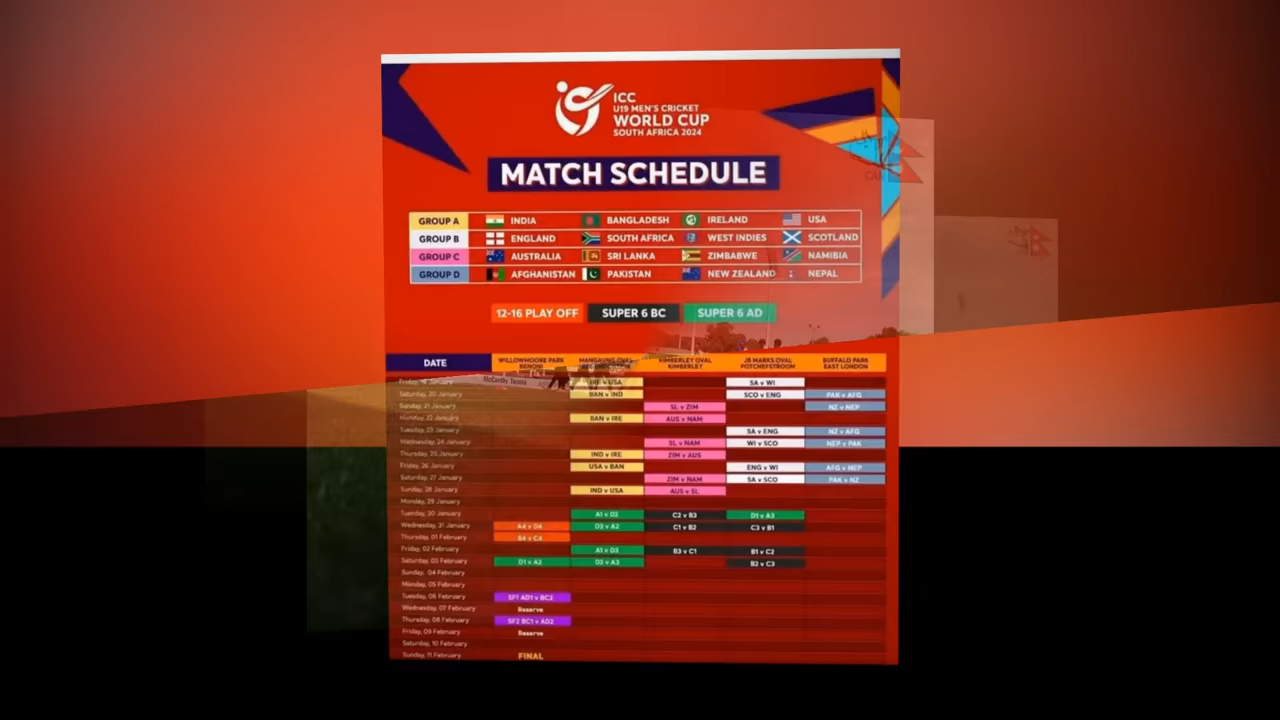 ICC
U19 MEN'S CRICKET
WORLD CUP
SOUTH AFRICA 2024
MATCH SCHEDULE
GROUP A INDIA BANGLADESH IRELAND USA
GROUP B ENGLAND SOUTH AFRICA WEST INDIES SCOTLAND
GROUP C AUSTRALIA SRI LANKA ZIMBABWE NAMIBIA
GROUP D AFGHANISTAN PAKISTAN NEW ZEALAND NEPAL
12-16 PLAY OFF SUPER 6 BC SUPER 6 AD
DATE WILLOWMOORE PARK BENONI MANGAUNG OVAL KIMBERLEY OVAL KIMBERLEY JB MARKS OVAL POTCHEFSTROOM BUFFALO PARK EAST LONDON
Friday, January IRE v USA SA v WI
Saturday, 20 January BAN v IND SCO v ENG PAK v AFG
Sunday, 21 January SL v ZIM NZ v NEP
Monday, 22 January BAN v IRE AUS v NAM
Tuesday, 23 January SA v ENG NZ v AFG
Wednesday, 24 January SL v NAM WI v SCO NEP v PAK
Thursday, 25 January IND v IRE ZIM v AUS
Friday, 26 January USA v BAN ENG v WI AFG v NEP
Saturday, 27 January ZIM v NAM SA v SCO PAK v NZ
Sunday, 28 January IND v USA AUS v SL
Monday, 29 January
Tuesday, 30 January A1 v D2 C2 v B3 D1 v A3
Wednesday, 31 January A4 v D4 D3 v A2 C1 v B2 C3 v B1
Thursday, 01 February B4 v C4
Friday, 02 February A1 v D3 B3 v C1 B1 v C2
Saturday, 03 February D1 v A2 D2 v A3 B2 v C3
Sunday, 04 February
Monday, 05 February
Tuesday, 06 February SF1 AD1 v BC2
Wednesday, 07 February Reserve
Thursday, 08 February SF2 BC1 v AD2
Friday, 09 February Reserve
Saturday, 10 February
Sunday, 11 February FINAL